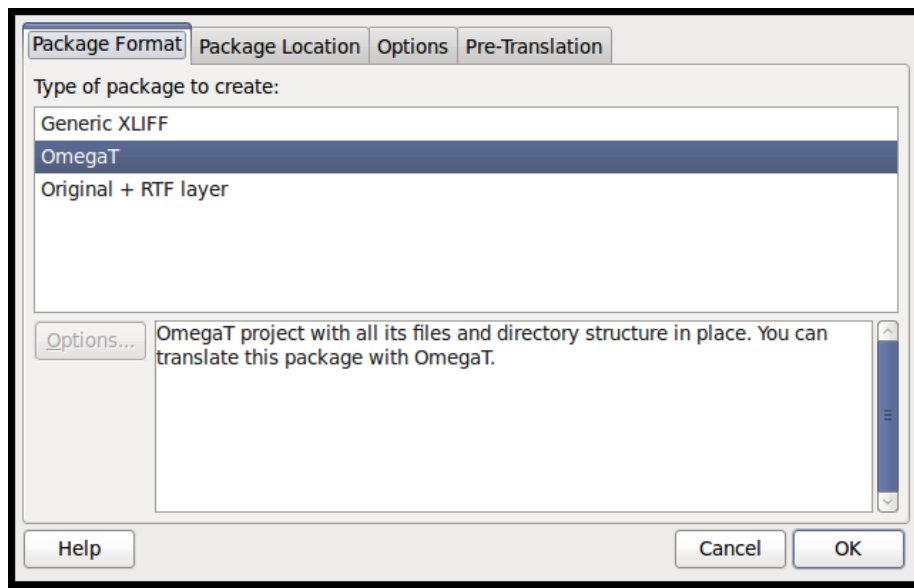 Package Format Package Location Options Pre-Translation
Type of package to create:
Generic XLIFF
OmegaT
Original + RTF layer
Options... OmegaT project with all its files and directory structure in place. You can
translate this package with OmegaT.
Help Cancel OK